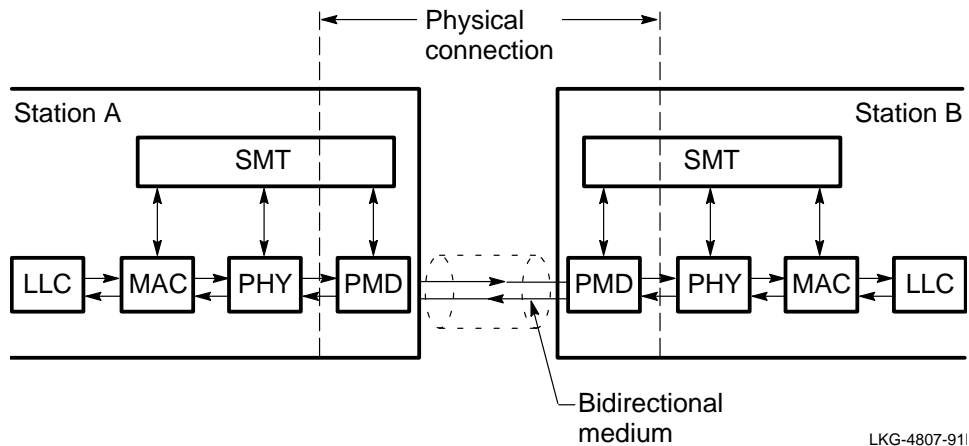 Physical
connection
Station A
Station B
SMT
SMT
LLC
MAC
PHY
PMD
PMD
PHY
MAC
LLC
Bidirectional
medium
LKG-4807-91I